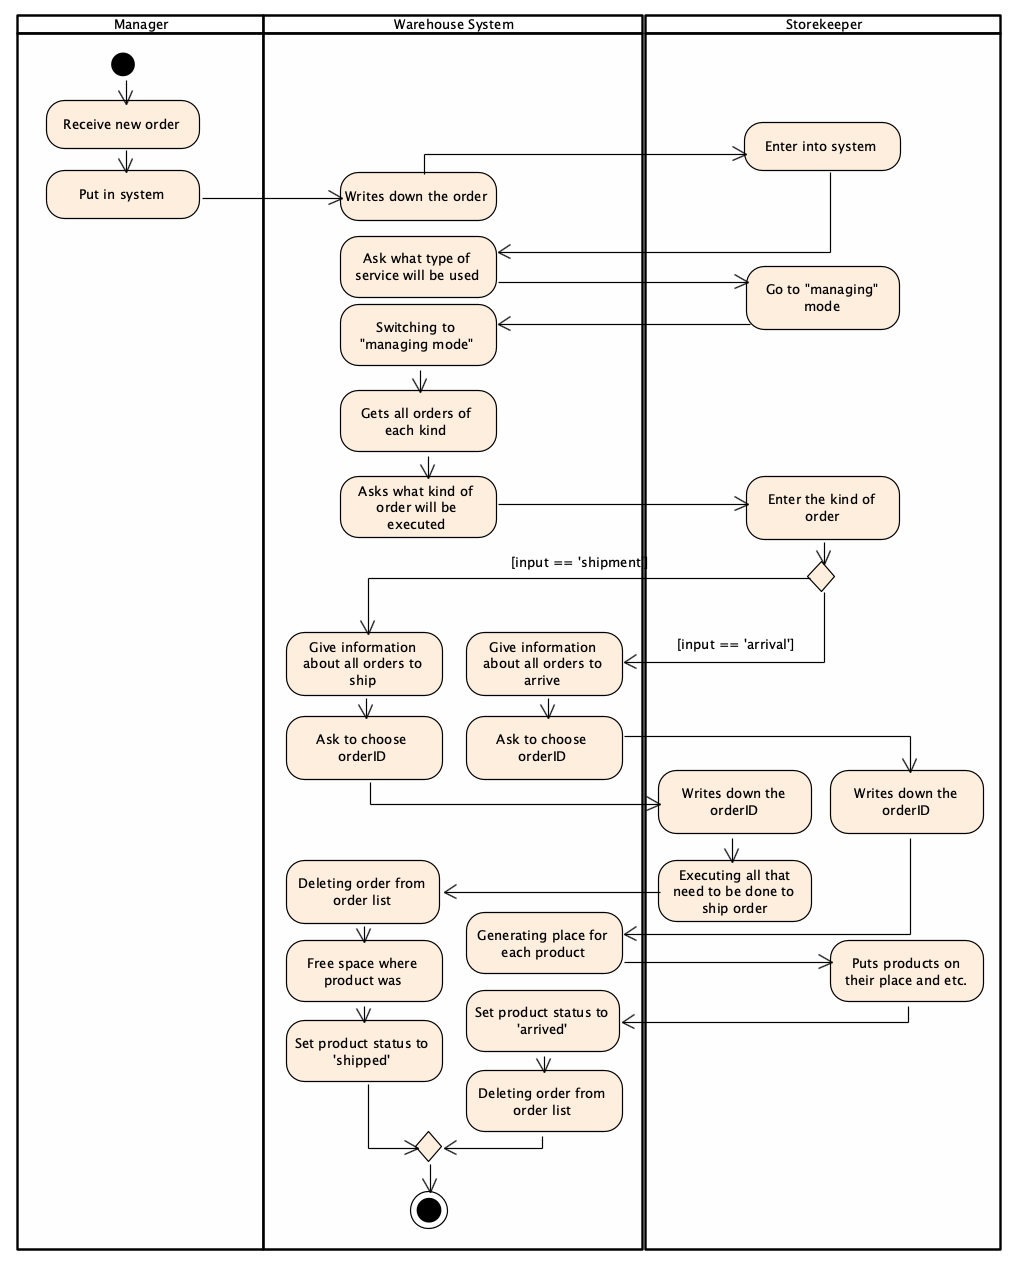 Manager
Warehouse System
Storekeeper
Receive new order
Put in system
Writes down the order
Enter into system
Ask what type of
service will be used
Go to "managing"
mode
Switching to
"managing mode"
Gets all orders of
each kind
Asks what kind of
order will be
executed
Enter the kind of
order
[input == 'shipment']
[input == 'arrival']
Give information
about all orders to
ship
Give information
about all orders to
arrive
Ask to choose
orderID
Ask to choose
orderID
Writes down the
orderID
Writes down the
orderID
Executing all that
need to be done to
ship order
Deleting order from
order list
Generating place for
each product
Free space where
product was
Puts products on
their place and etc.
Set product status to
'arrived'
Set product status to
'shipped'
Deleting order from
order list